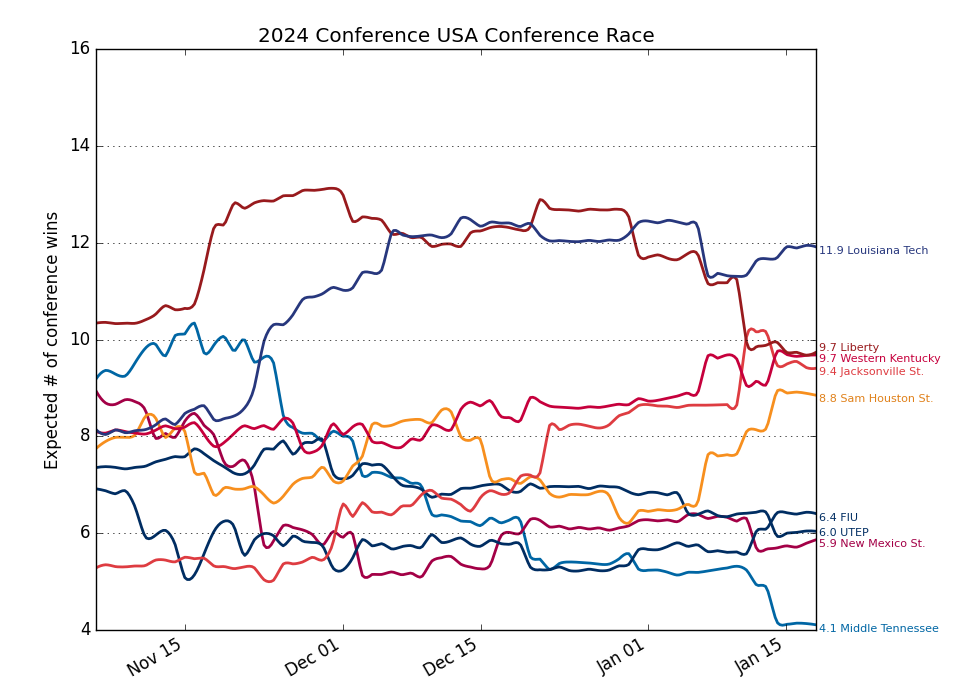 2024 Conference USA Conference Race
Expected # of conference wins
16
14
12
10
8
6
4
11.9 Louisiana Tech
9.7 Liberty
9.7 Western Kentucky
9.4 Jacksonville St.
8.8 Sam Houston St.
6.4 FIU
6.0 UTEP
5.9 New Mexico St.
4.1 Middle Tennessee
Nov 15
Dec 01
Dec 15
Jan 01
Jan 15